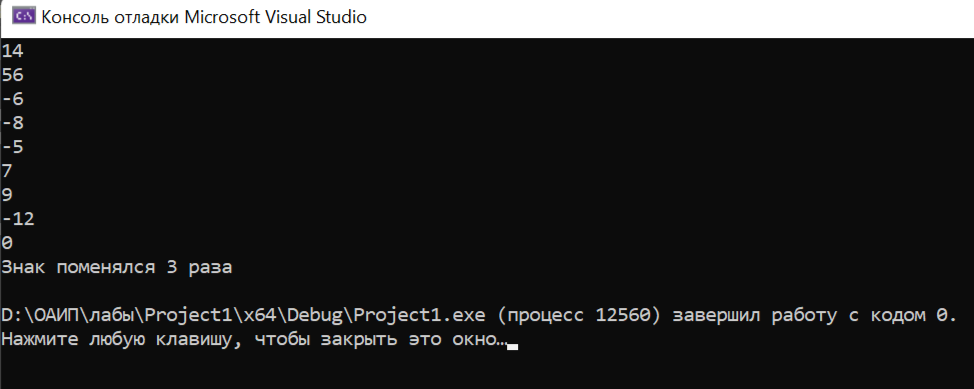 Консоль отладки Microsoft Visual Studio
14
56
-6
-8
-5
7
9
-12
0
Знак поменялся 3 раза
D:\ОАИП\лабы\Project1\x64\Debug\Project1.exe (процесс 12560) завершил работу с кодом 0.
Нажмите любую клавишу, чтобы закрыть это окно…